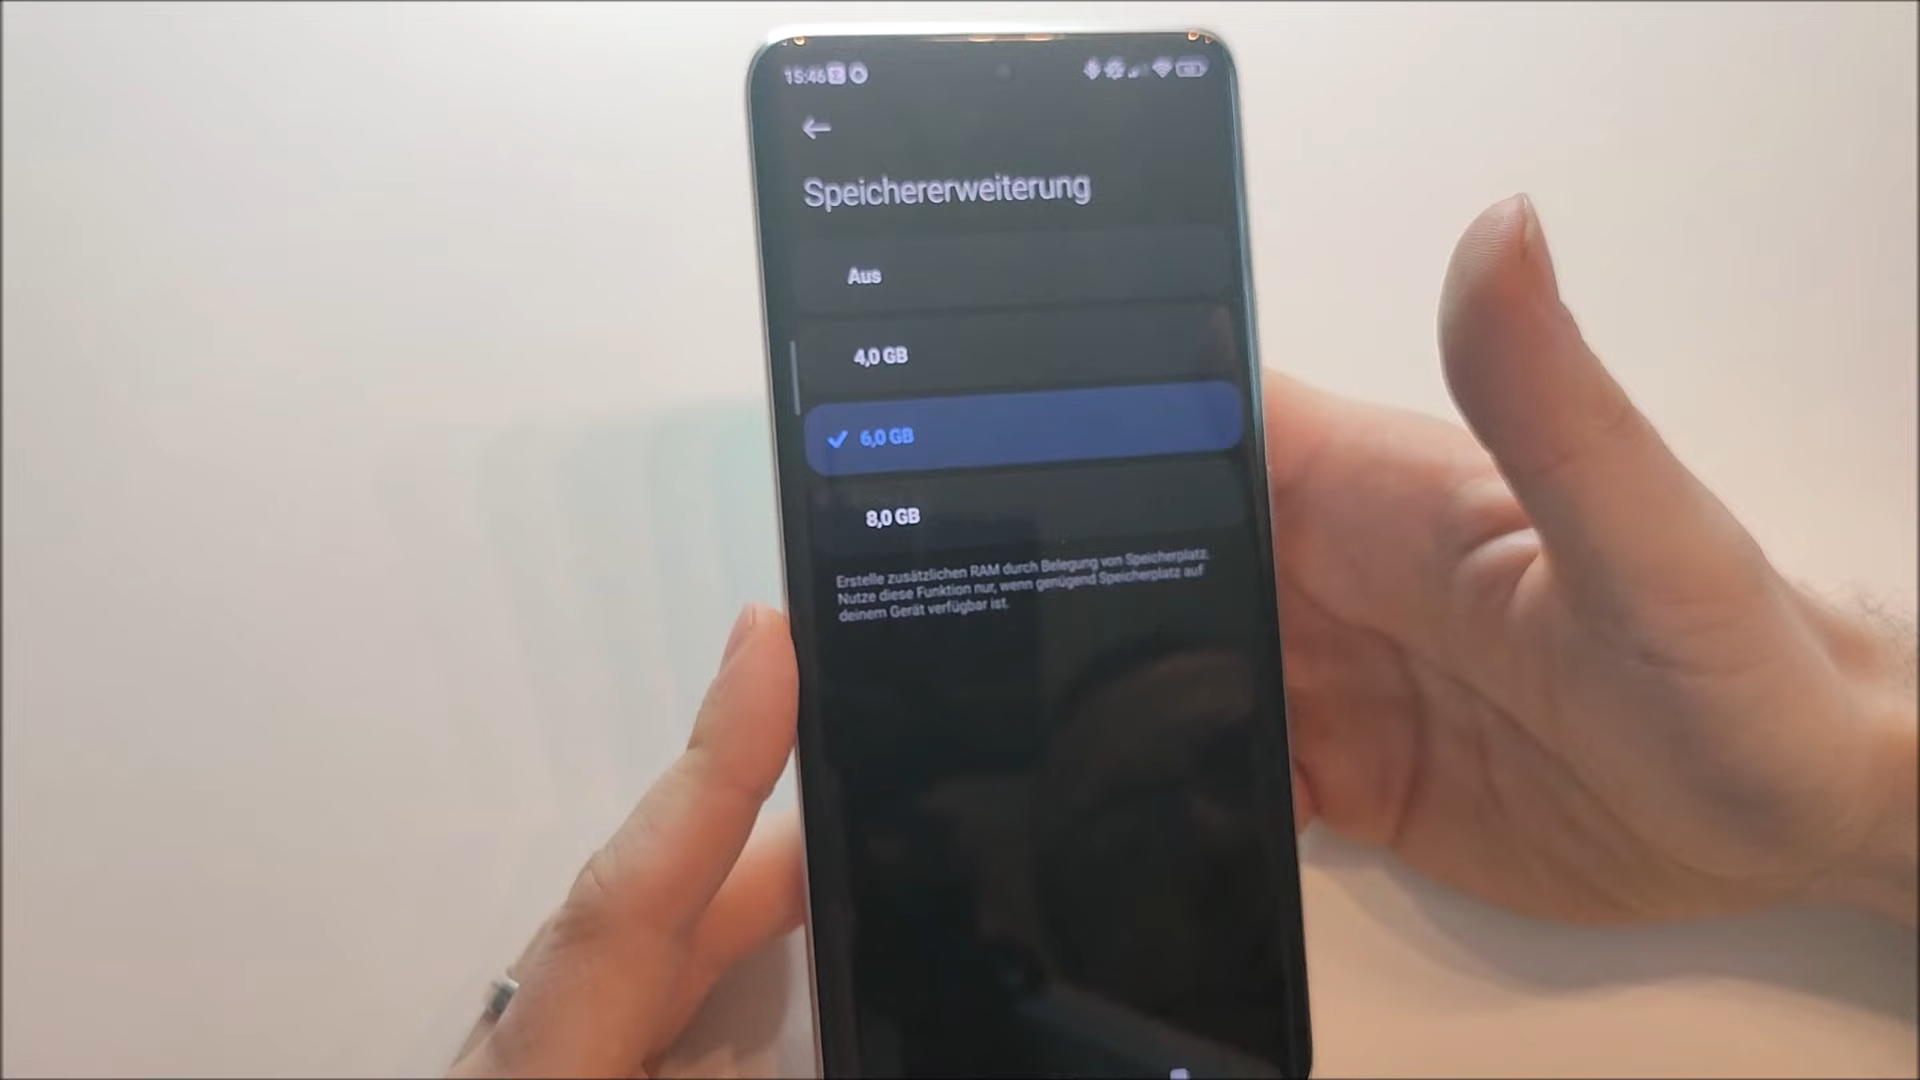 15:46
Speichererweiterung
Aus
4,0 GB
6,0 GB
8,0 GB
Erstelle zusätzlichen RAM durch Belegung von Speicherplatz.
Nutze diese Funktion nur, wenn genügend Speicherplatz auf
deinem Gerät verfügbar ist.